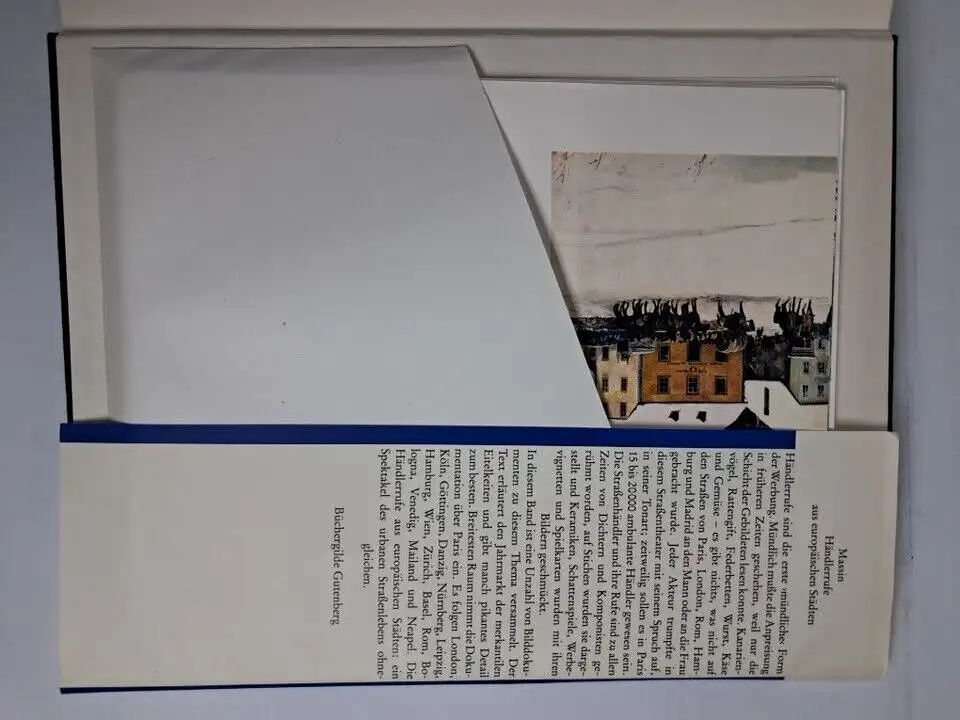 Massin
Händlerrufe
aus europäischen Städten
Händlerrufe sind die erste ›mündliche‹ Form
der Werbung. Mündlich mußte die Anpreisung
in früheren Zeiten geschehen, weil nur die
Schicht der Gebildeten lesen konnte. Kanarien-
vögel, Rattengift, Federbetten, Wurst, Käse
und Gemüse – es gibt nichts, was nicht auf
den Straßen von Paris, London, Rom, Ham-
burg und Madrid an den Mann oder an die Frau
gebracht wurde. Jeder Akteur trumpfte in
diesem Straßentheater mit seinem Spruch auf,
in seiner Tonart; zeitweilig sollen es in Paris
15 bis 20 000 ambulante Händler gewesen sein.
Die Straßenhändler und ihre Rufe sind zu allen
Zeiten von Dichtern und Komponisten ge-
rühmt worden, auf Stichen wurden sie darge-
stellt und Keramiken, Schattenspiele, Werbe-
vignetten und Spielkarten wurden mit ihren
Bildern geschmückt.
In diesem Band ist eine Unzahl von Bilddoku-
menten zu diesem Thema versammelt. Der
Text erläutert den Jahrmarkt der merkantilen
Eitelkeiten und gibt manch pikantes Detail
zum besten. Breitesten Raum nimmt die Doku-
mentation über Paris ein. Es folgen London,
Köln, Göttingen, Danzig, Nürnberg, Leipzig,
Hamburg, Wien, Zürich, Basel, Rom, Bo-
logna, Venedig, Mailand und Neapel. Die
Händlerrufe aus europäischen Städten: ein
Spektakel des urbanen Straßenlebens ohne-
gleichen.
Büchergilde Gutenberg